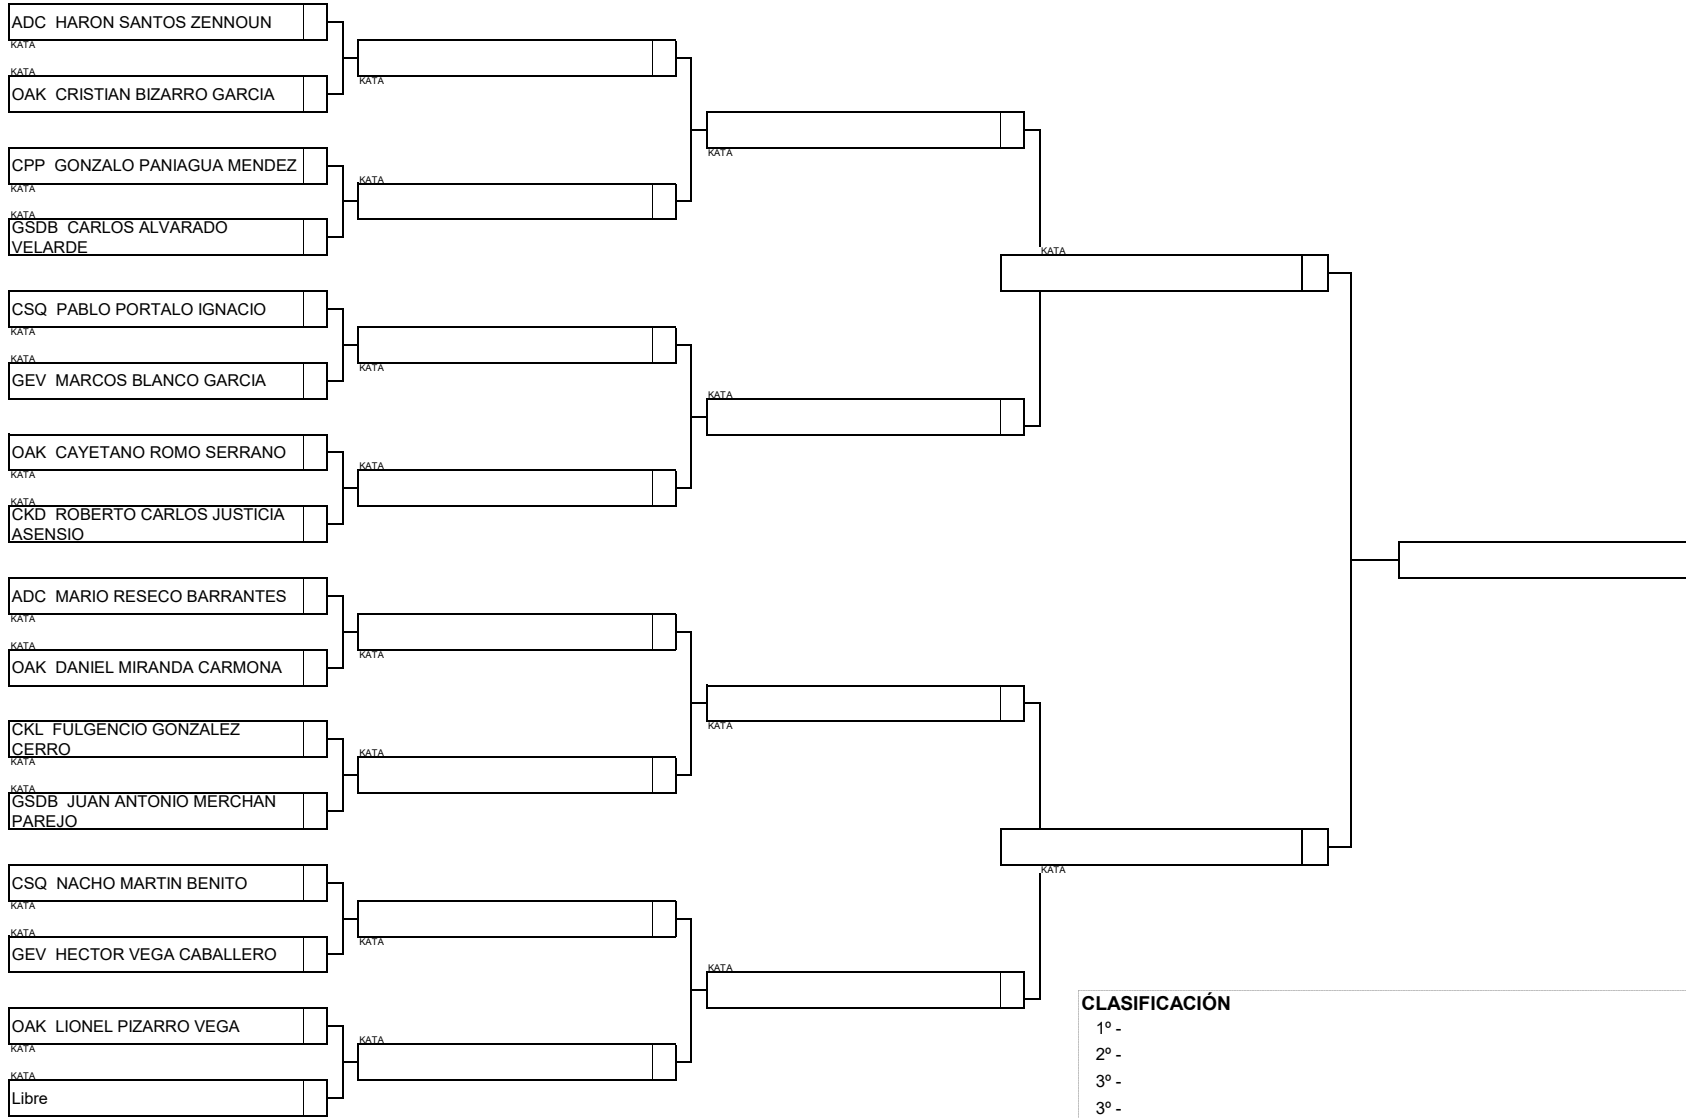 ADC HARON SANTOS ZENNOUN
KATA
KATA
OAK CRISTIAN BIZARRO GARCIA
CPP GONZALO PANIAGUA MENDEZ
KATA
KATA
GSDB CARLOS ALVARADO
VELARDE
CSQ PABLO PORTALO IGNACIO
KATA
KATA
GEV MARCOS BLANCO GARCIA
OAK CAYETANO ROMO SERRANO
KATA
KATA
CKD ROBERTO CARLOS JUSTICIA
ASENSIO
ADC MARIO RESECO BARRANTES
KATA
KATA
OAK DANIEL MIRANDA CARMONA
CKL FULGENCIO GONZALEZ
CERRO
KATA
KATA
GSDB JUAN ANTONIO MERCHAN
PAREJO
CSQ NACHO MARTIN BENITO
KATA
KATA
GEV HECTOR VEGA CABALLERO
OAK LIONEL PIZARRO VEGA
KATA
KATA
Libre
KATA
KATA
KATA
KATA
KATA
KATA
KATA
KATA
KATA
KATA
KATA
KATA
KATA
KATA
CLASIFICACIÓN
1º -
2º -
3º -
3º -